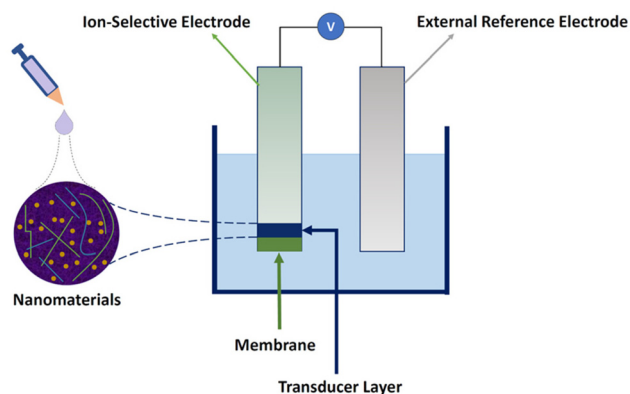 Ion-Selective Electrode
V
External Reference Electrode
Nanomaterials
Membrane
Transducer Layer